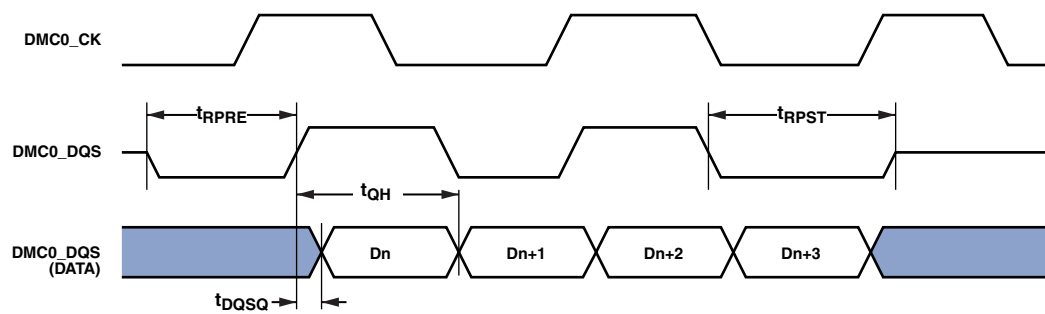 DMC0_CK
tRPRE
tRPST
DMC0_DQS
tQH
DMC0_DQS
(DATA)
Dn
Dn+1
Dn+2
Dn+3
tDQSQ